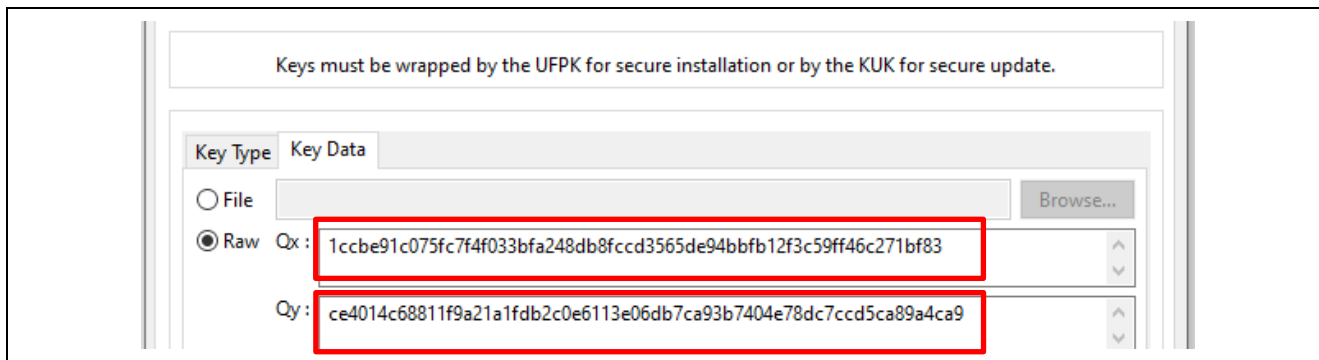 Keys must be wrapped by the UFPK for secure installation or by the KUK for secure update.
Key Type Key Data
File Browse...
Raw Qx : 1ccbe91c075fc7f4f033bfa248db8fccd3565de94bbfb12f3c59ff46c271bf83
Qy : ce4014c68811f9a21a1fdb2c0e6113e06db7ca93b7404e78dc7ccd5ca89a4ca9